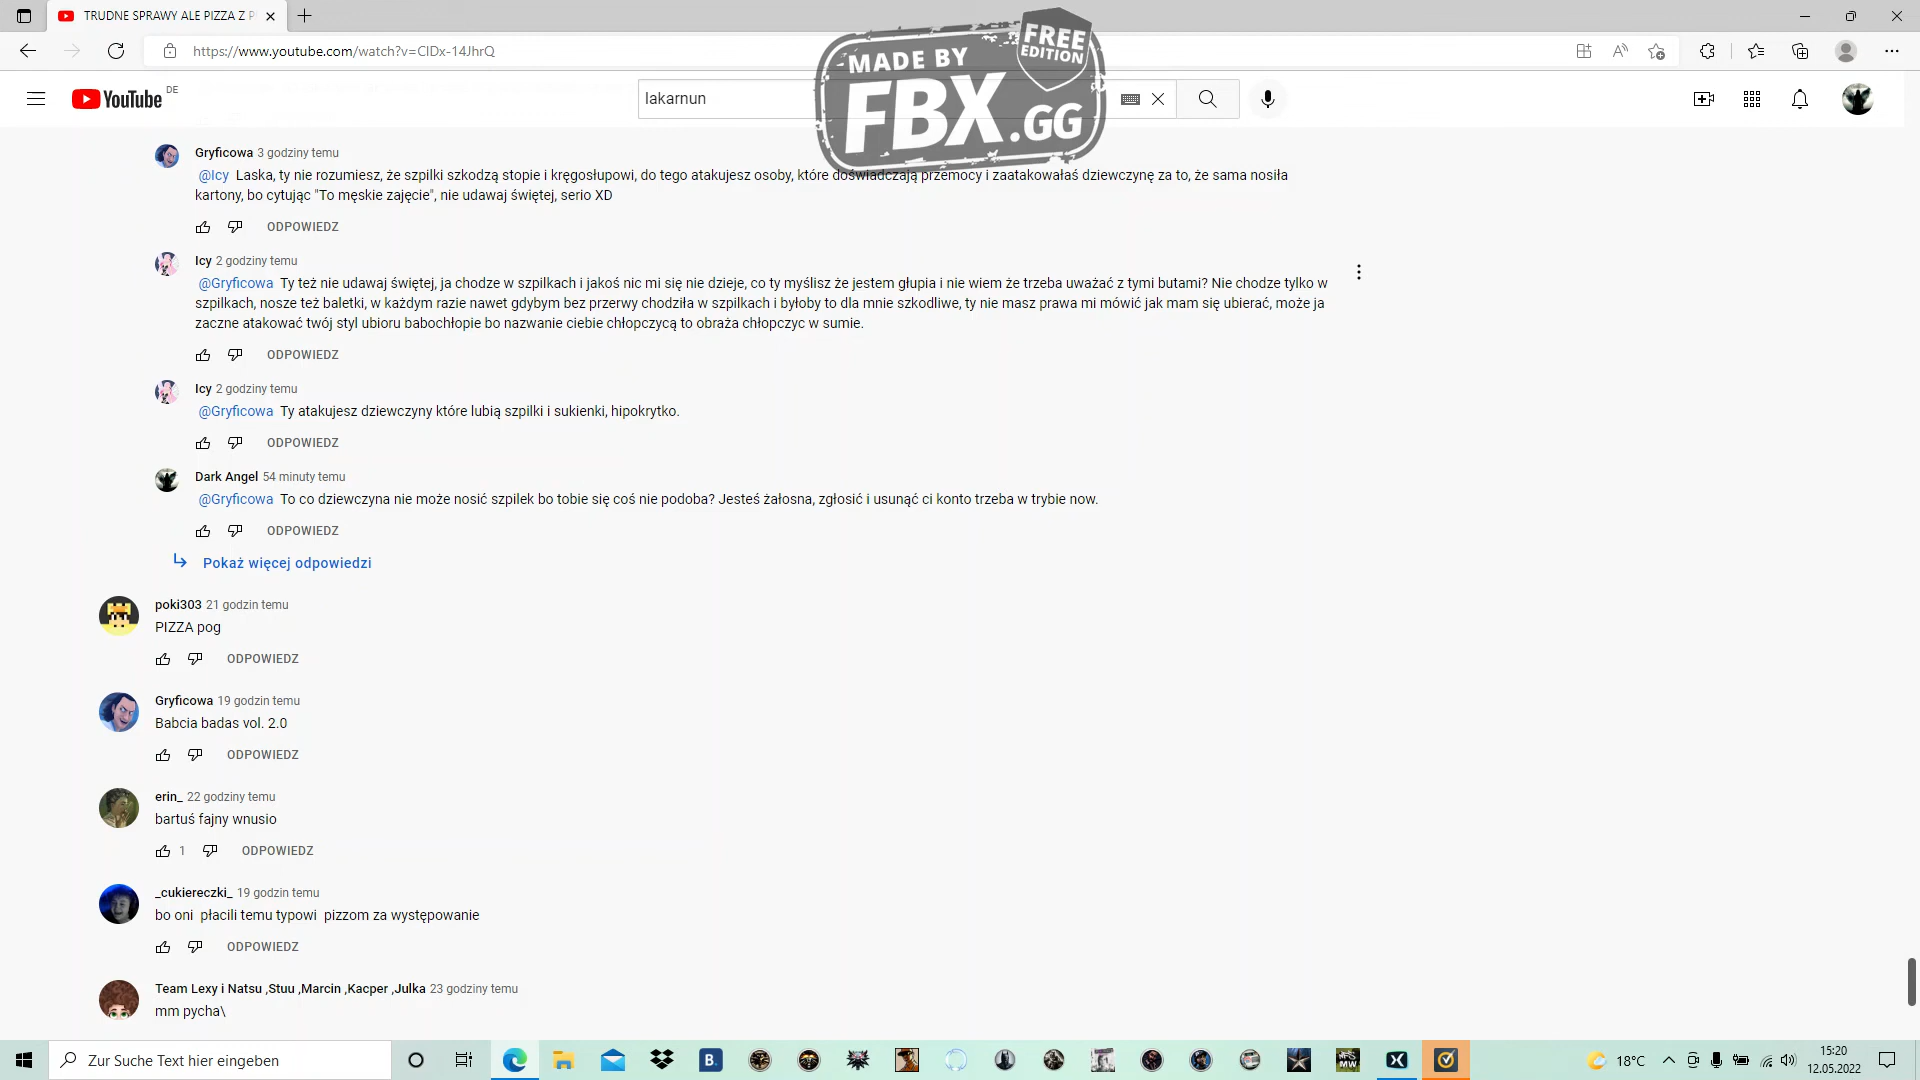 TRUDNE SPRAWY ALE PIZZA Z P
https://www.youtube.com/watch?v=CIDx-14JhrQ
MADE BY
FBX.GG
FREE
EDITION
YouTube DE
lakarnun
Gryficowa 3 godziny temu
@Icy Laska, ty nie rozumiesz, że szpilki szkodzą stopie i kręgosłupowi, do tego atakujesz osoby, które doświadczają przemocy i zaatakowałaś dziewczynę za to, że sama nosiła
kartony, bo cytując "To męskie zajęcie", nie udawaj świętej, serio XD
ODPOWIEDZ
Icy 2 godziny temu
@Gryficowa Ty też nie udawaj świętej, ja chodze w szpilkach i jakoś nic mi się nie dzieje, co ty myślisz że jestem głupia i nie wiem że trzeba uważać z tymi butami? Nie chodze tylko w
szpilkach, nosze też baletki, w każdym razie nawet gdybym bez przerwy chodziła w szpilkach i byłoby to dla mnie szkodliwe, ty nie masz prawa mi mówić jak mam się ubierać, może ja
zaczne atakować twój styl ubioru babochłopie bo nazwanie ciebie chłopczycą to obraża chłopczyc w sumie.
ODPOWIEDZ
Icy 2 godziny temu
@Gryficowa Ty atakujesz dziewczyny które lubią szpilki i sukienki, hipokrytko.
ODPOWIEDZ
Dark Angel 54 minuty temu
@Gryficowa To co dziewczyna nie może nosić szpilek bo tobie się coś nie podoba? Jesteś żałosna, zgłosić i usunąć ci konto trzeba w trybie now.
ODPOWIEDZ
Pokaż więcej odpowiedzi
poki303 21 godzin temu
PIZZA pog
ODPOWIEDZ
Gryficowa 19 godzin temu
Babcia badas vol. 2.0
ODPOWIEDZ
erin_ 22 godziny temu
bartuś fajny wnusio
1 ODPOWIEDZ
_cukiereczki_ 19 godzin temu
bo oni płacili temu typowi pizzom za występowanie
ODPOWIEDZ
Team Lexy i Natsu ,Stuu ,Marcin ,Kacper ,Julka 23 godziny temu
mm pycha\
Zur Suche Text hier eingeben
B.
MW
18°C
15:20
12.05.2022